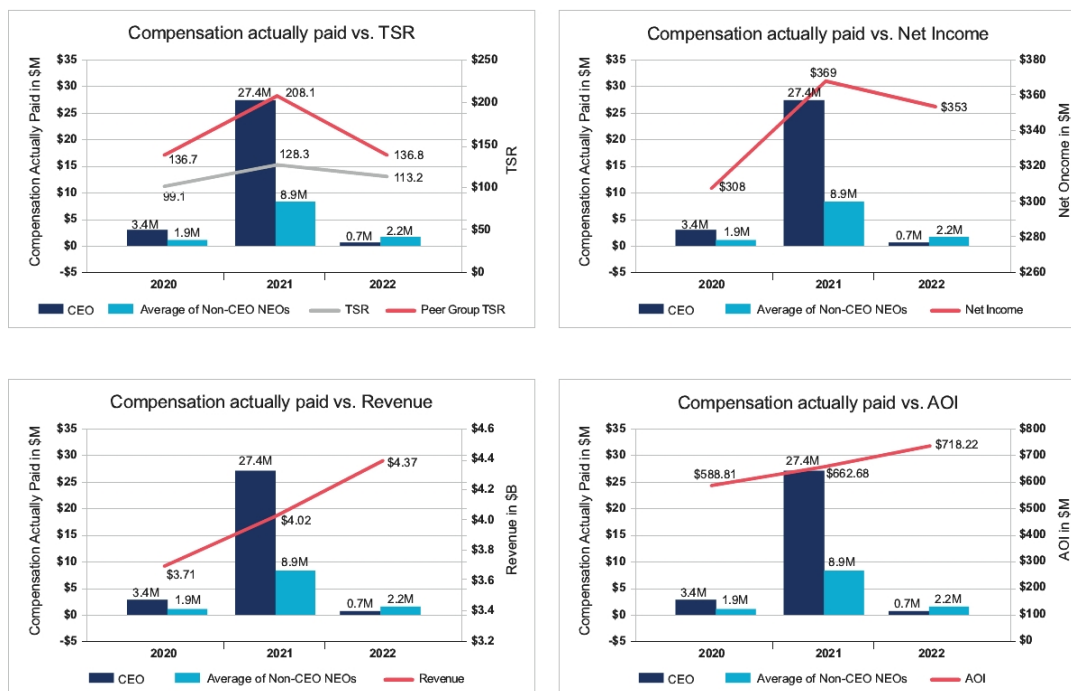 Compensation actually paid vs. TSR
Compensation Actually Paid in $M
$35
$30
$25
$20
$15
$10
$5
$0
-$5
$250
$200
$150
$100
$50
$0
TSR
27.4M
208.1
136.7
128.3
136.8
113.2
99.1
8.9M
3.4M
1.9M
0.7M
2.2M
2020
2021
2022
CEO
Average of Non-CEO NEOs
TSR
Peer Group TSR
Compensation actually paid vs. Net Income
Compensation Actually Paid in $M
$35
$30
$25
$20
$15
$10
$5
$0
-$5
$380
$360
$340
$320
$300
$280
$260
Net Oncome in $M
$369
27.4M
$353
$308
8.9M
3.4M
1.9M
0.7M
2.2M
2020
2021
2022
CEO
Average of Non-CEO NEOs
Net Income
Compensation actually paid vs. Revenue
Compensation Actually Paid in $M
$35
$30
$25
$20
$15
$10
$5
$0
-$5
$4.6
$4.4
$4.2
$4.0
$3.8
$3.6
$3.4
$3.2
Revenue in $B
27.4M
$4.37
$4.02
$3.71
8.9M
3.4M
1.9M
0.7M
2.2M
2020
2021
2022
CEO
Average of Non-CEO NEOs
Revenue
Compensation actually paid vs. AOI
Compensation Actually Paid in $M
$35
$30
$25
$20
$15
$10
$5
$0
-$5
$800
$700
$600
$500
$400
$300
$200
$100
$0
AOI in $M
27.4M
$718.22
$588.81
$662.68
8.9M
3.4M
1.9M
0.7M
2.2M
2020
2021
2022
CEO
Average of Non-CEO NEOs
AOI